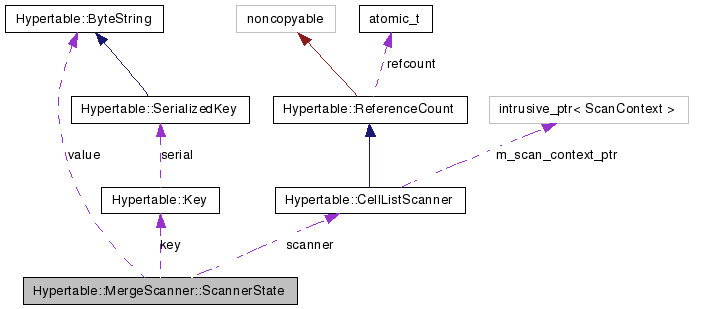 Hypertable::ByteString
noncopyable
atomic_t
refcount
Hypertable::SerializedKey
Hypertable::ReferenceCount
intrusive_ptr< ScanContext >
value
serial
m_scan_context_ptr
Hypertable::Key
Hypertable::CellListScanner
key
scanner
Hypertable::MergeScanner::ScannerState